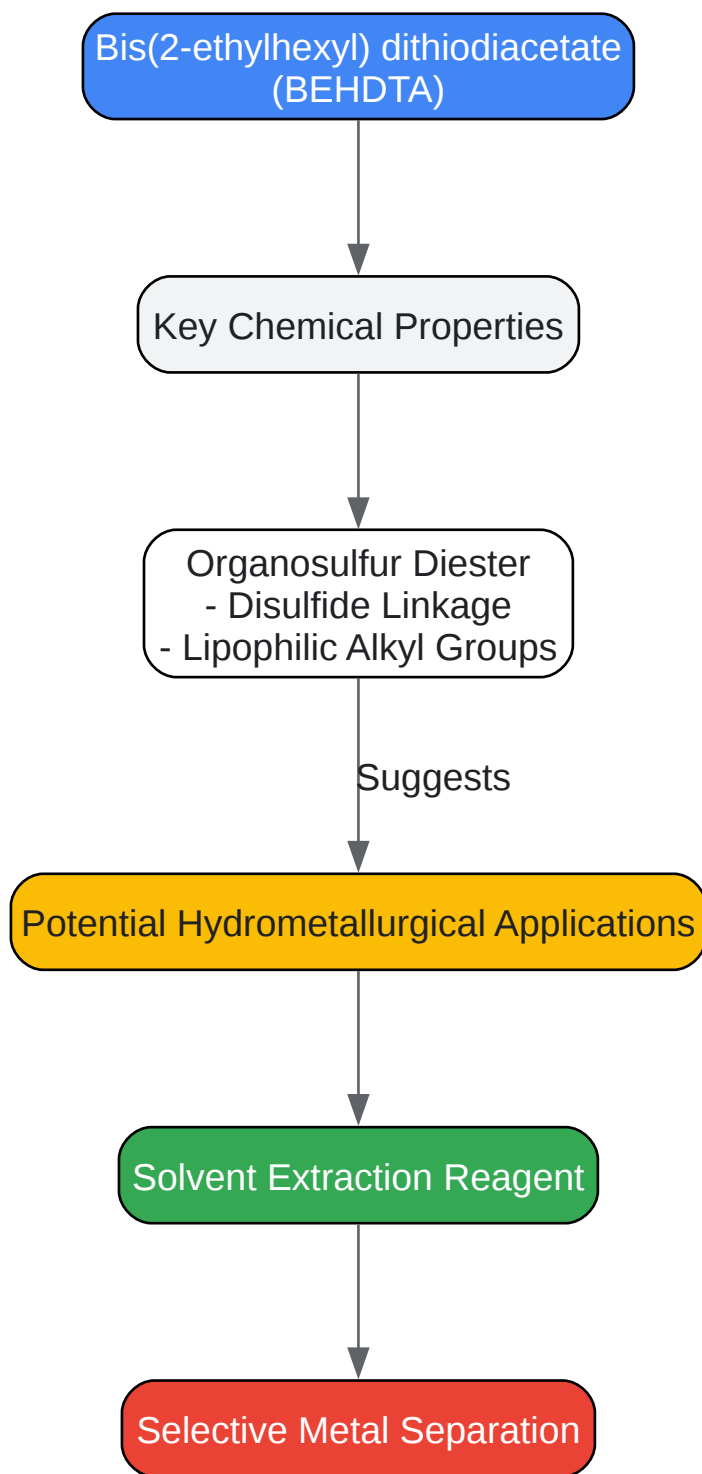 Bis(2-ethylhexyl) dithiodiacetate
(BEHDTA)
Key Chemical Properties
Organosulfur Diester
- Disulfide Linkage
- Lipophilic Alkyl Groups
Suggests
Potential Hydrometallurgical Applications
Solvent Extraction Reagent
Selective Metal Separation